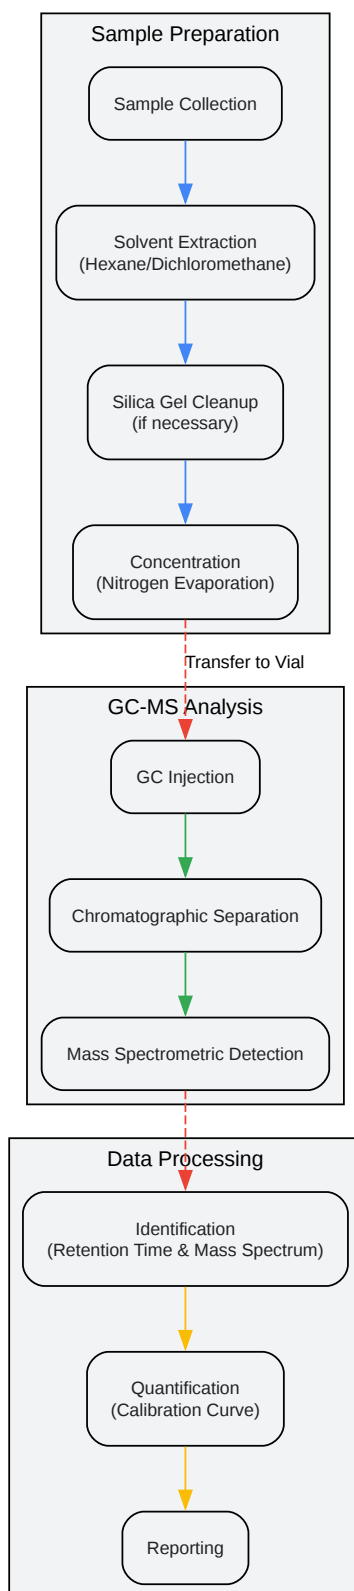 Sample Preparation
Sample Collection
Solvent Extraction
(Hexane/Dichloromethane)
Silica Gel Cleanup
(if necessary)
Concentration
(Nitrogen Evaporation)
Transfer to Vial
GC-MS Analysis
GC Injection
Chromatographic Separation
Mass Spectrometric Detection
Data Processing
Identification
(Retention Time & Mass Spectrum)
Quantification
(Calibration Curve)
Reporting